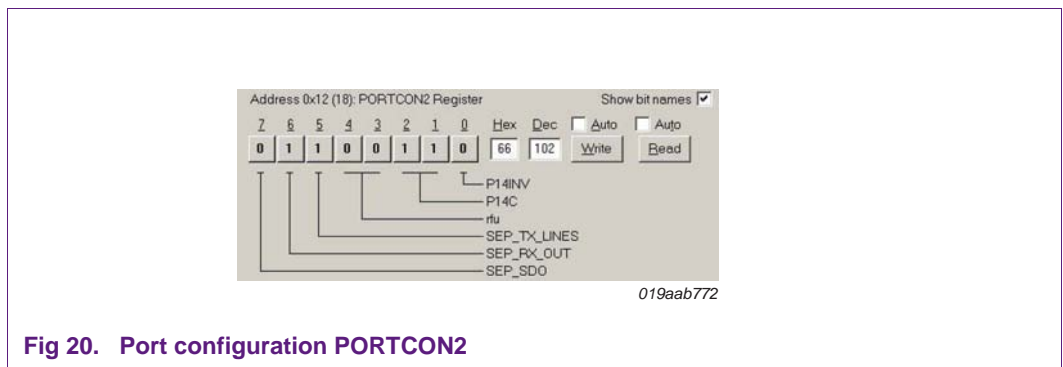 Address 0x12 (18): PORTCON2 Register Show bit names
7 6 5 4 3 2 1 0 Hex Dec Auto Auto
0 1 1 0 0 1 1 0 66 102 Write Read
P14INV
P14C
rfu
SEP_TX_LINES
SEP_RX_OUT
SEP_SDO
019aab772
Fig 20. Port configuration PORTCON2